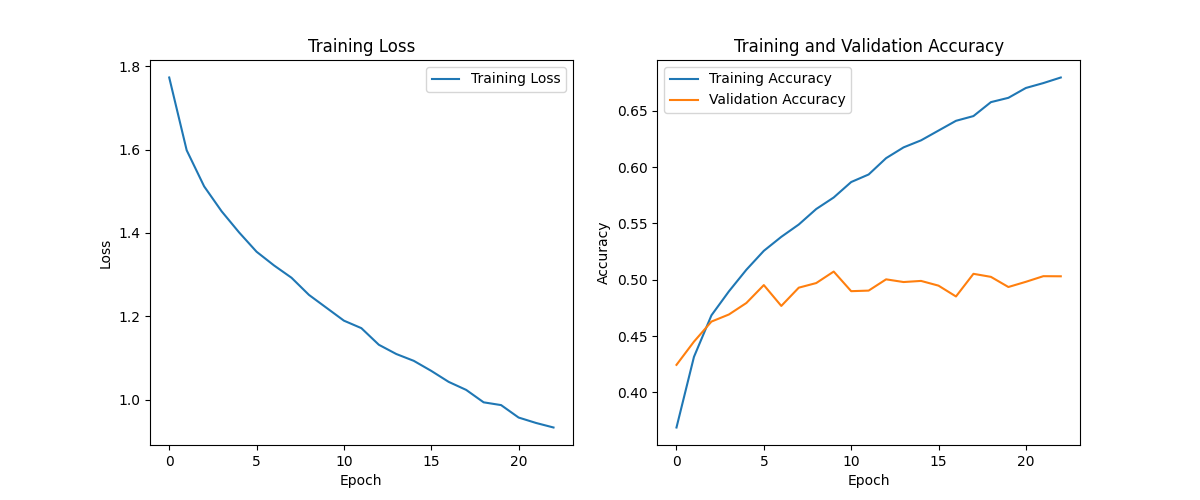 Training Loss
Training Loss
1.8
1.6
1.4
1.2
1.0
Loss
0 5 10 15 20
Epoch
Training and Validation Accuracy
Training Accuracy
Validation Accuracy
0.65
0.60
0.55
0.50
0.45
0.40
Accuracy
0 5 10 15 20
Epoch